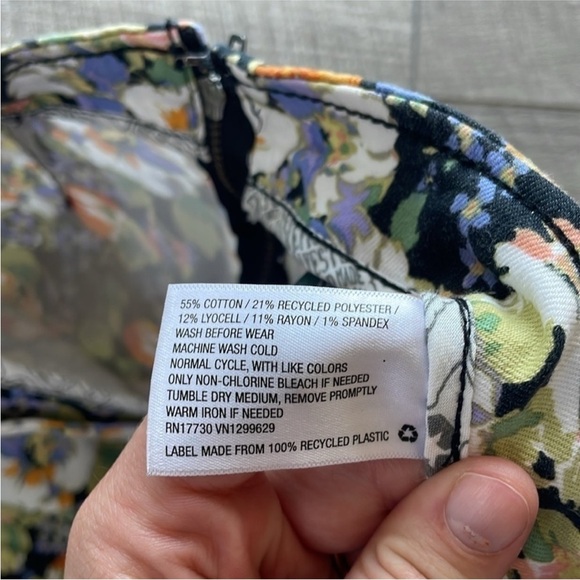 55% COTTON / 21% RECYCLED POLYESTER /
12% LYOCELL / 11% RAYON / 1% SPANDEX
WASH BEFORE WEAR
MACHINE WASH COLD
NORMAL CYCLE, WITH LIKE COLORS
ONLY NON-CHLORINE BLEACH IF NEEDED
TUMBLE DRY MEDIUM, REMOVE PROMPTLY
WARM IRON IF NEEDED
RN17730 VN1299629
LABEL MADE FROM 100% RECYCLED PLASTIC